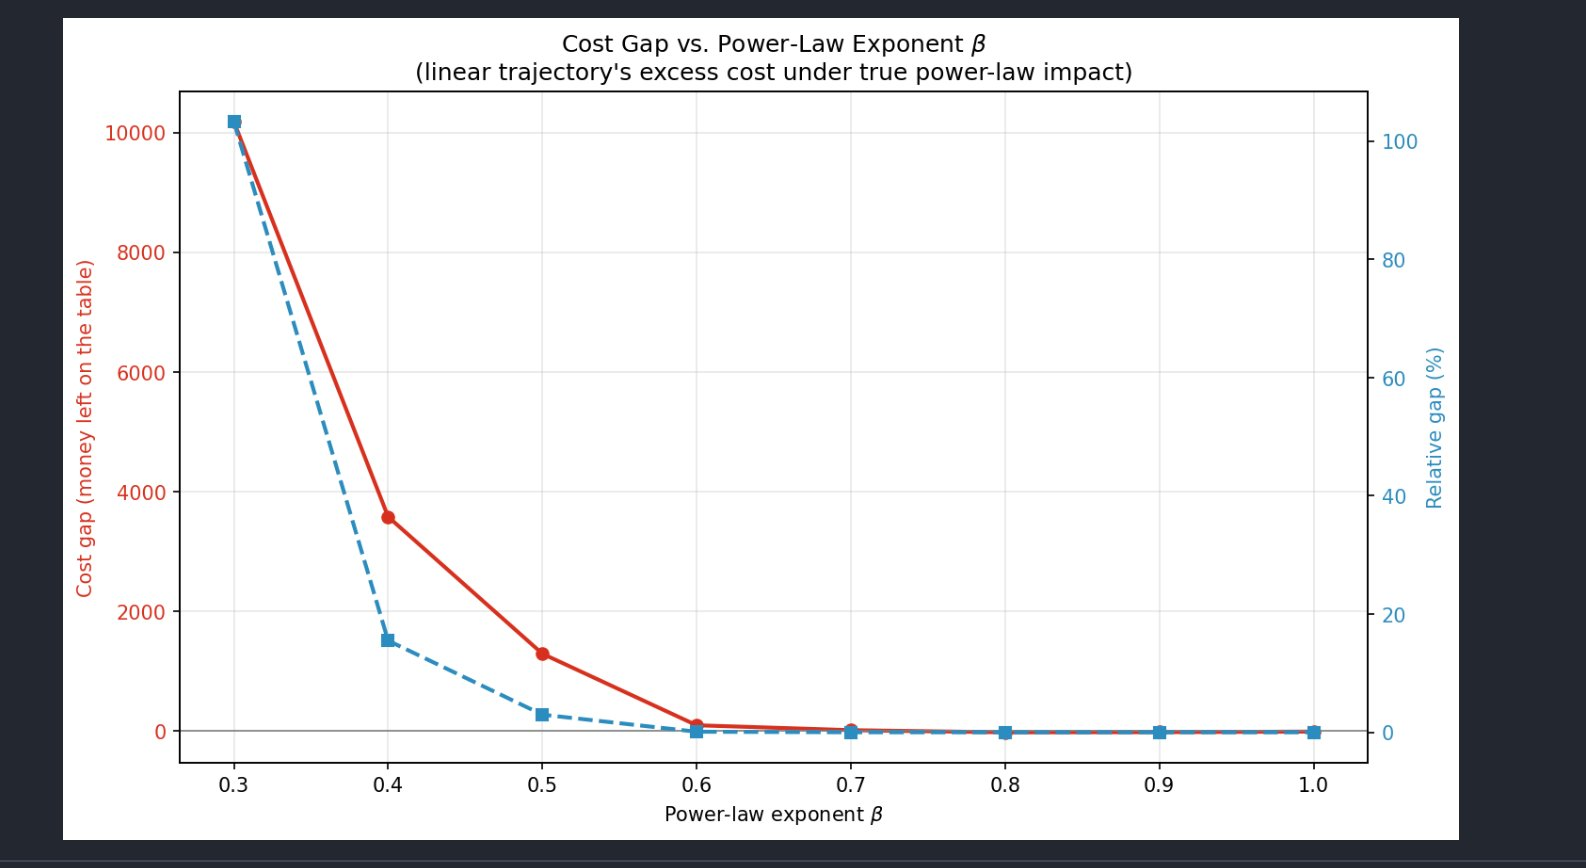 Cost Gap vs. Power-Law Exponent β
(linear trajectory's excess cost under true power-law impact)
Cost gap (money left on the table)
10000
8000
6000
4000
2000
0
100
80
60
40
20
0
Relative gap (%)
0.3 0.4 0.5 0.6 0.7 0.8 0.9 1.0
Power-law exponent β